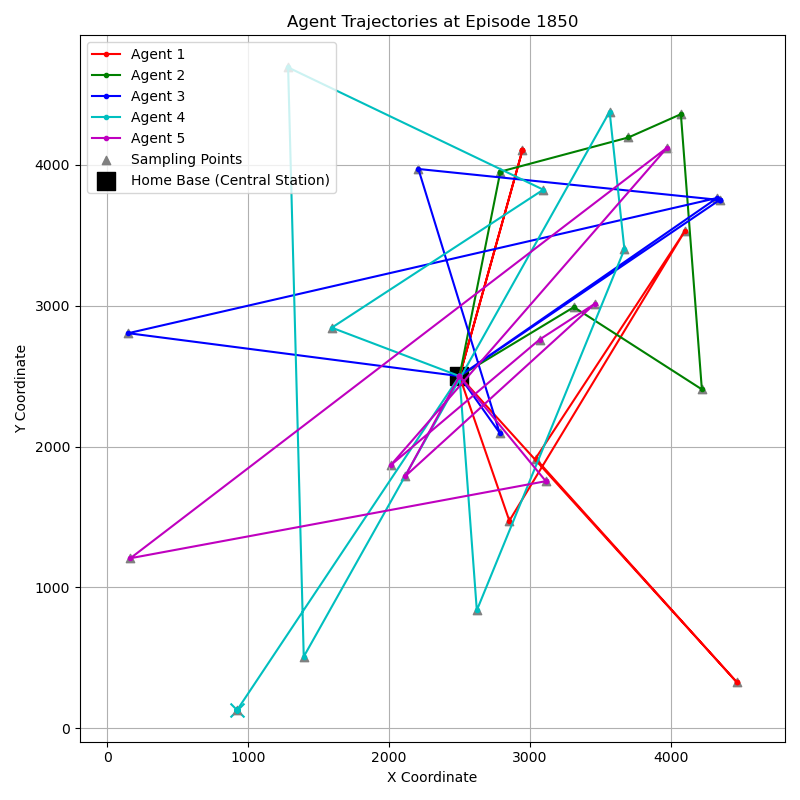 Agent Trajectories at Episode 1850
Agent 1
Agent 2
Agent 3
Agent 4
Agent 5
Sampling Points
Home Base (Central Station)
Y Coordinate
4000
3000
2000
1000
0
0 1000 2000 3000 4000
X Coordinate